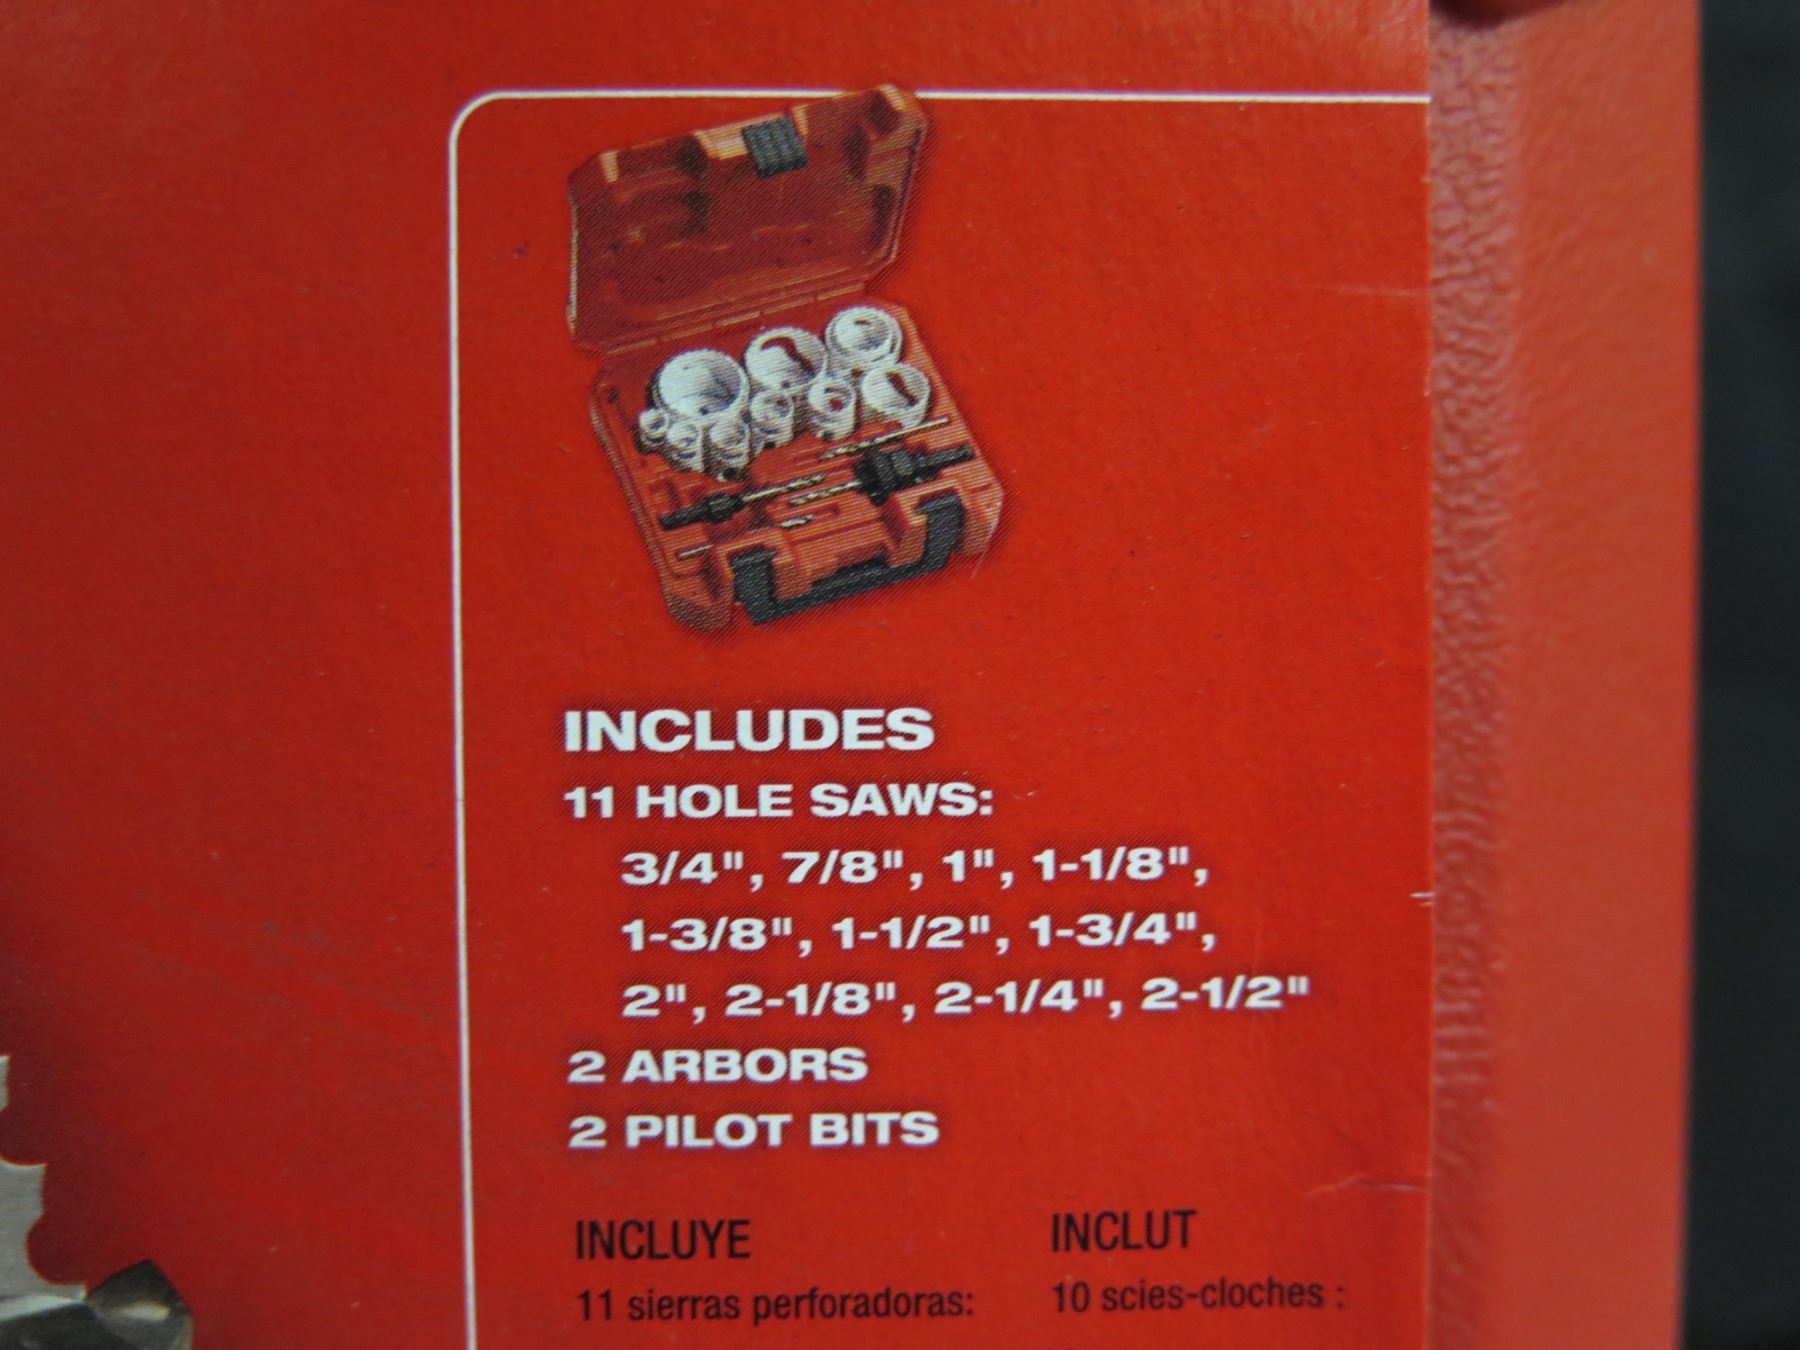 INCLUDES
11 HOLE SAWS:
3/4", 7/8", 1", 1-1/8",
1-3/8", 1-1/2", 1-3/4",
2", 2-1/8", 2-1/4", 2-1/2"
2 ARBORS
2 PILOT BITS
INCLUYE
11 sierras perforadoras:
INCLUT
10 scies-cloches :